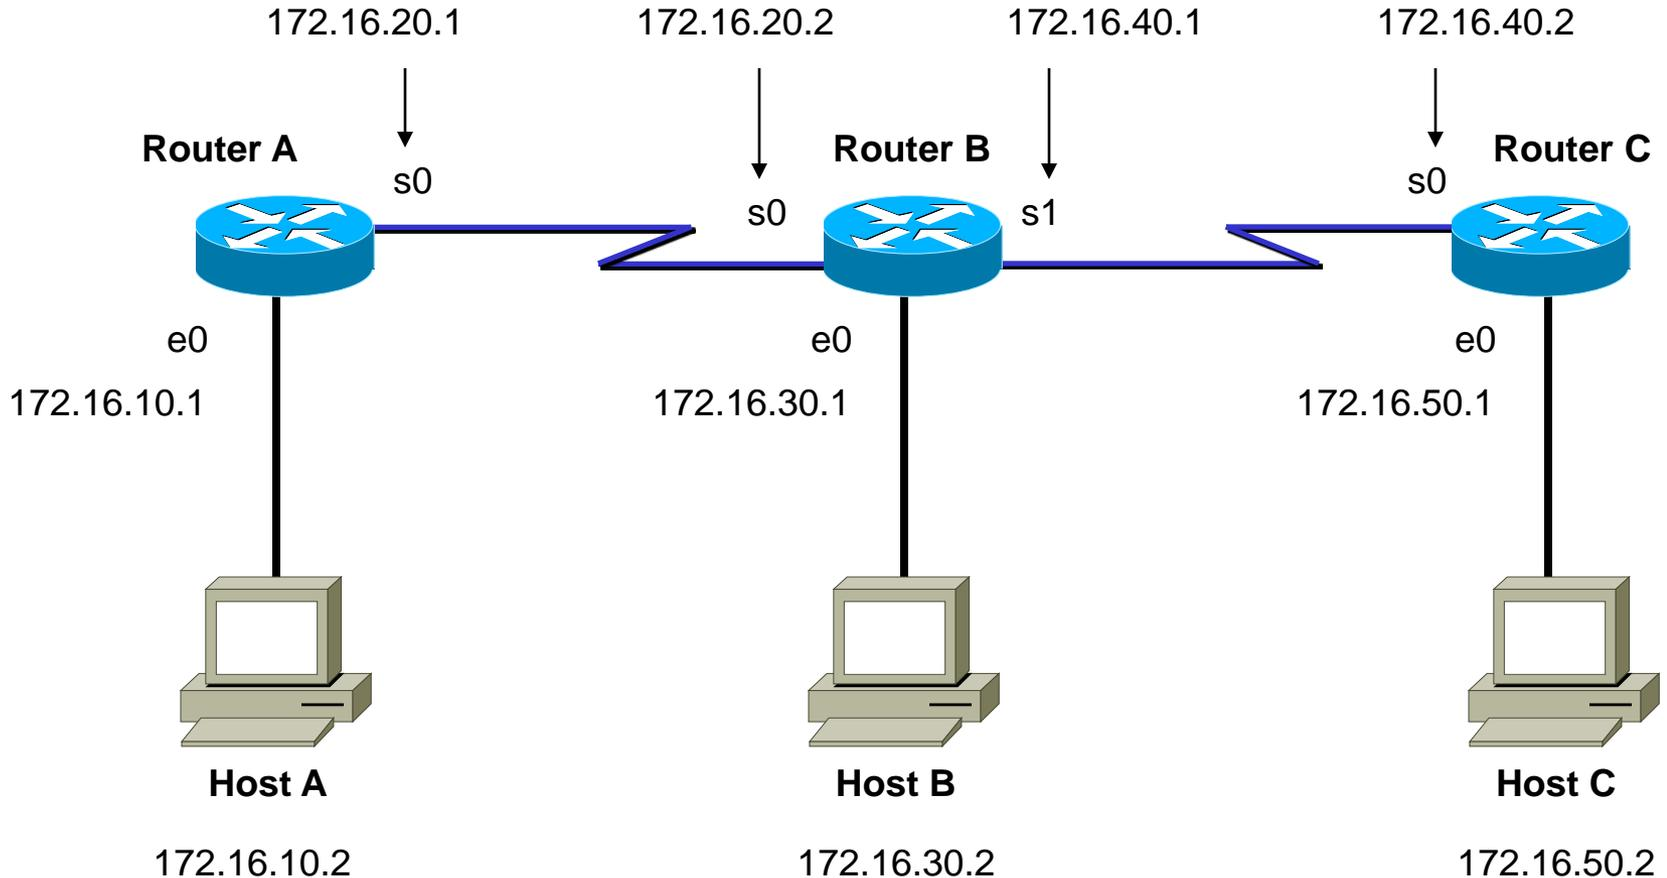 172.16.20.1
172.16.20.2
172.16.40.1
172.16.40.2
Router A
Router B
Router C
s0
s0
s1
s0
e0
e0
e0
172.16.10.1
172.16.30.1
172.16.50.1
Host A
Host B
Host C
172.16.10.2
172.16.30.2
172.16.50.2